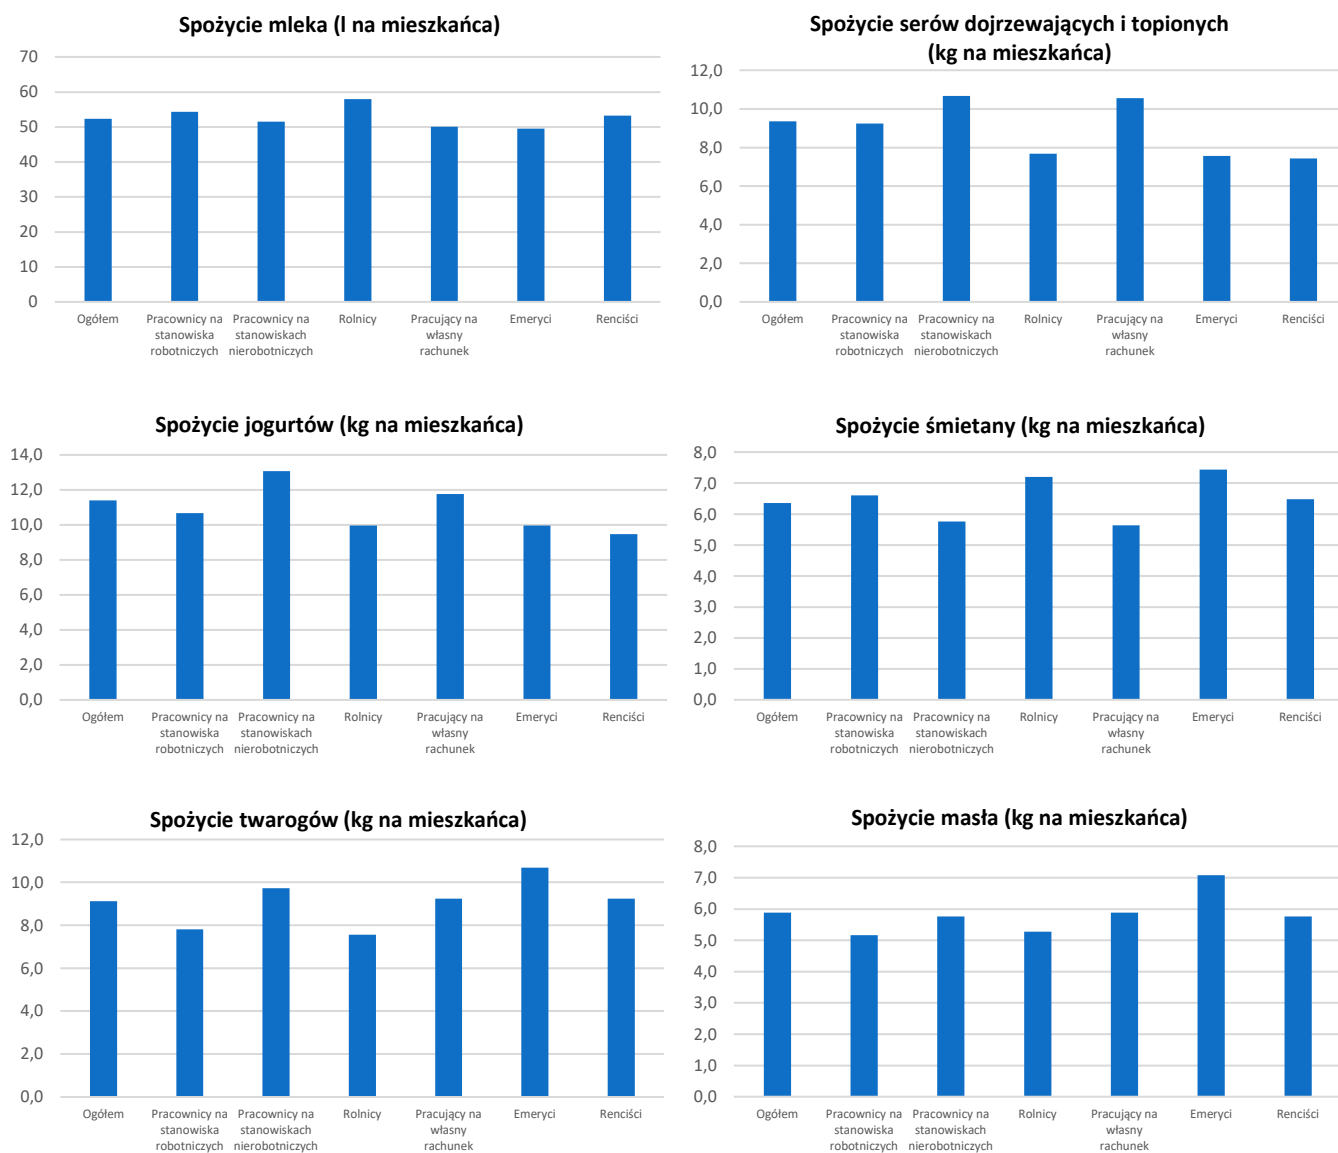 Spożycie mleka (l na mieszkańca)
70
60
50
40
30
20
10
0
Ogółem
Pracownicy na
stanowiska
robotniczych
Pracownicy na
stanowiskach
nierobotniczych
Rolnicy
Pracujący na
własny
rachunek
Emeryci
Renciści
Spożycie serów dojrzewających i topionych
(kg na mieszkańca)
12,0
10,0
8,0
6,0
4,0
2,0
0,0
Ogółem
Pracownicy na
stanowiska
robotniczych
Pracownicy na
stanowiskach
nierobotniczych
Rolnicy
Pracujący na
własny
rachunek
Emeryci
Renciści
Spożycie jogurtów (kg na mieszkańca)
14,0
12,0
10,0
8,0
6,0
4,0
2,0
0,0
Ogółem
Pracownicy na
stanowiska
robotniczych
Pracownicy na
stanowiskach
nierobotniczych
Rolnicy
Pracujący na
własny
rachunek
Emeryci
Renciści
Spożycie śmietany (kg na mieszkańca)
8,0
7,0
6,0
5,0
4,0
3,0
2,0
1,0
0,0
Ogółem
Pracownicy na
stanowiska
robotniczych
Pracownicy na
stanowiskach
nierobotniczych
Rolnicy
Pracujący na
własny
rachunek
Emeryci
Renciści
Spożycie twarogów (kg na mieszkańca)
12,0
10,0
8,0
6,0
4,0
2,0
0,0
Ogółem
Pracownicy na
stanowiska
robotniczych
Pracownicy na
stanowiskach
nierobotniczych
Rolnicy
Pracujący na
własny
rachunek
Emeryci
Renciści
Spożycie masła (kg na mieszkańca)
8,0
7,0
6,0
5,0
4,0
3,0
2,0
1,0
0,0
Ogółem
Pracownicy na
stanowiska
robotniczych
Pracownicy na
stanowiskach
nierobotniczych
Rolnicy
Pracujący na
własny
rachunek
Emeryci
Renciści